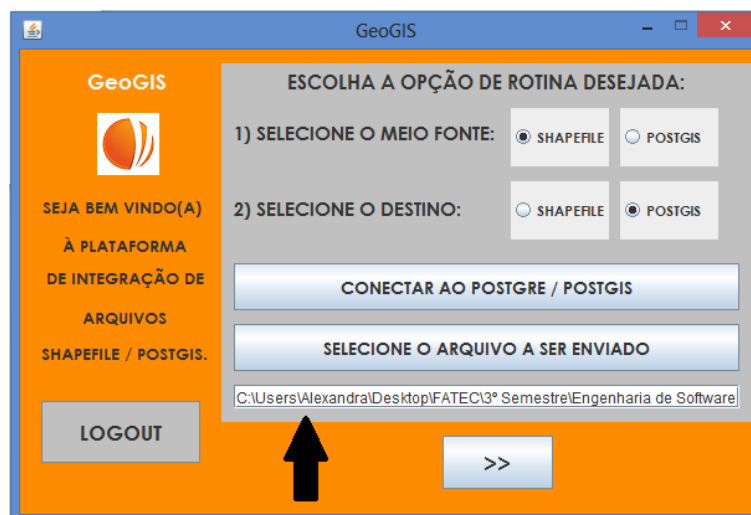 GeoGIS
GeoGIS
SEJA BEM VINDO(A)
À PLATAFORMA
DE INTEGRAÇÃO DE
ARQUIVOS
SHAPEFILE / POSTGIS.
LOGOUT
ESCOLHA A OPÇÃO DE ROTINA DESEJADA:
1) SELECIONE O MEIO FONTE:
SHAPEFILE
POSTGIS
2) SELECIONE O DESTINO:
SHAPEFILE
POSTGIS
CONECTAR AO POSTGRE / POSTGIS
SELECIONE O ARQUIVO A SER ENVIADO
C:\Users\Alexandra\Desktop\FATEC\3º Semestre\Engenharia de Software
>>